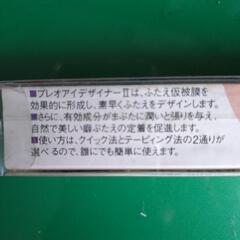 ■プレオアイデザイナーⅡは、ふたえ仮被膜を
効果的に形成し、素早くふたえをデザインします。
■さらに、有効成分がまぶたに潤いと張りを与え、
自然で美しい癖ぶたえの定着を促進します。
■使い方は、クイック法とテーピング法の2通りが
選べるので、誰にでも簡単に使えます。